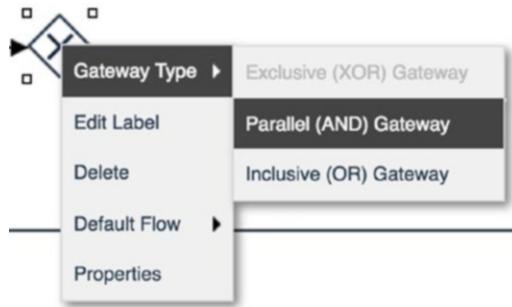 Gateway Type
Edit Label
Delete
Default Flow
Properties
Exclusive (XOR) Gateway
Parallel (AND) Gateway
Inclusive (OR) Gateway